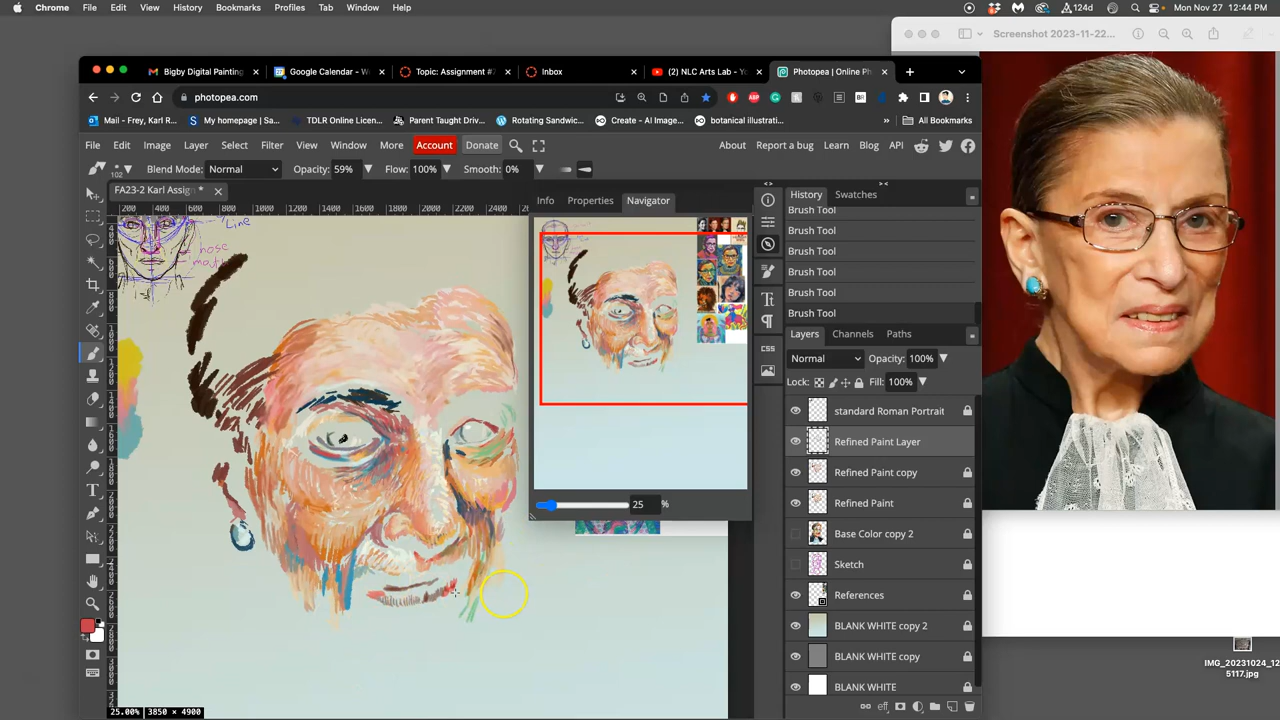 Chrome File Edit View History Bookmarks Profiles Tab Window Help
124d
Mon Nov 27 12:44 PM
Screenshot 2023-11-22...
Bigby Digital Painting
Google Calendar - W
Topic: Assignment #7
Inbox
(2) NLC Arts Lab - Yo
Photopea | Online Ph
photopea.com
Mail - Frey, Karl R...
My homepage | Sa...
TDLR Online Licen...
Parent Taught Driv...
Rotating Sandwic...
Create - AI Image...
botanical illustrati...
All Bookmarks
File Edit Image Layer Select Filter View Window More Account Donate
About Report a bug Learn Blog API
102
Blend Mode: Normal Opacity: 59% Flow: 100% Smooth: 0%
FA23-2 Karl Assign *
Info Properties Navigator
History Swatches
Brush Tool
Brush Tool
Brush Tool
Brush Tool
Brush Tool
Brush Tool
Line
nose
25 %
Layers Channels Paths
Normal Opacity: 100%
Lock: Fill: 100%
standard Roman Portrait
Refined Paint Layer
Refined Paint copy
Refined Paint
Base Color copy 2
Sketch
References
BLANK WHITE copy 2
BLANK WHITE copy
BLANK WHITE
CSS
IMG_20231024_12
5117.jpg
25.00% 3850 x 4900